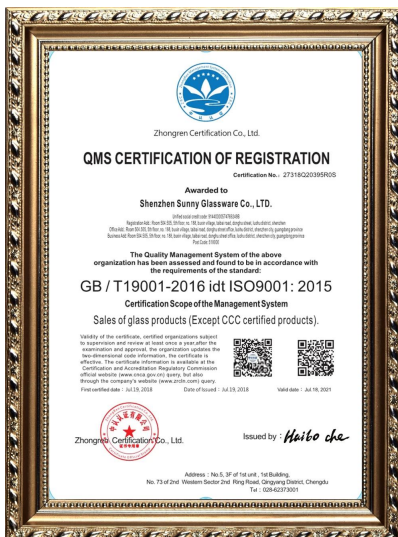 Zhongren Certification Co., Ltd.
QMS CERTIFICATION OF REGISTRATION
Certification No.: 27318Q20395R0S
Awarded to
Shenzhen Sunny Glassware Co., LTD.
The Quality Management System of the above
organization has been assessed and found to be in accordance with
the requirements of the standard:
GB / T19001-2016 idt ISO9001: 2015
Certification Scope of the Management System
Sales of glass products (Except CCC certified products).
Validity of the certificate, certified organizations subject
to supervision and review at least once a year,after the
examination and approval, the organization updates the
two-dimensional code information, the certificate is
effective. The certificate information is available at the
Certification and Accreditation Regulatory Commission
official website (www.cnca.gov.cn) query, but also
through the company's website (www.zrctn.com) query.
First certified date : Jul.19, 2018
Date of Issued : Jul.19, 2018
Valid date : Jul.18, 2021
Zhongren Certification Co., Ltd.
Issued by : Haibo che
Address : No.5, 3F of 1st unit , 1st Building,
No. 73 of 2nd Western Sector 2nd Ring Road, Qingyang District, Chengdu
Tel : 028-62373001